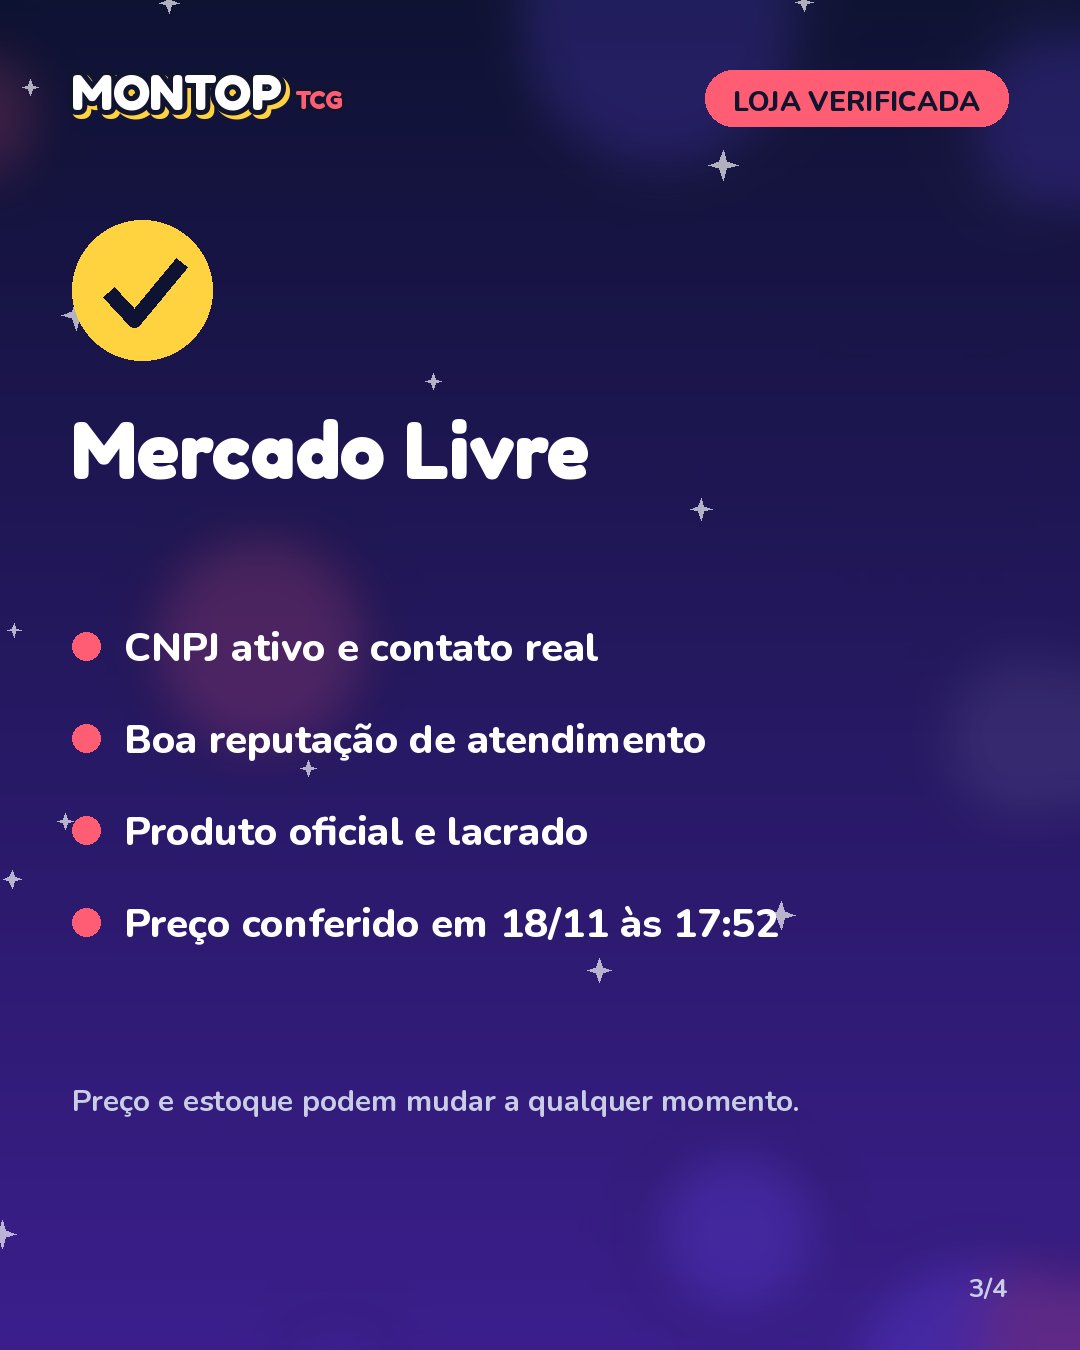 MONTOP TCG
LOJA VERIFICADA
Mercado Livre
CNPJ ativo e contato real
Boa reputação de atendimento
Produto oficial e lacrado
Preço conferido em 18/11 às 17:52
Preço e estoque podem mudar a qualquer momento.
3/4